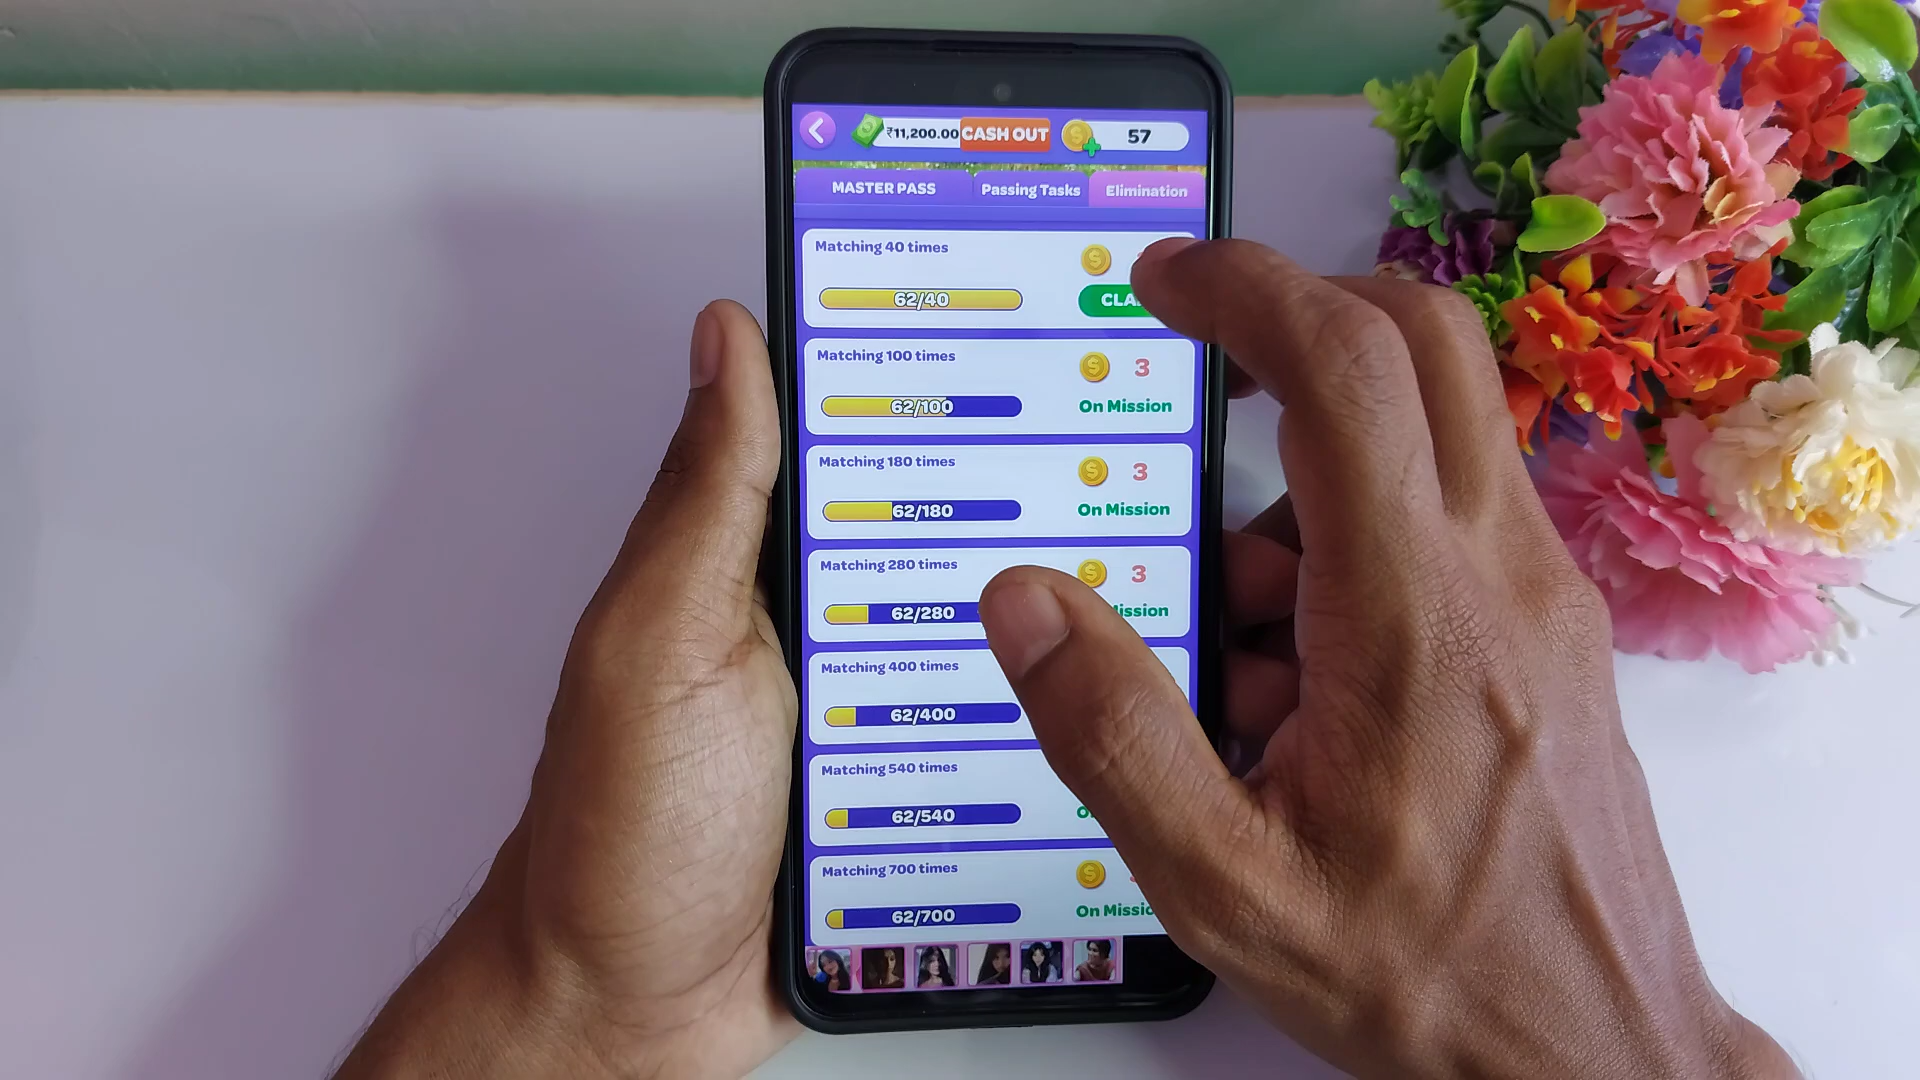 ₹11,200.00 CASH OUT 57
MASTER PASS Passing Tasks Elimination
Matching 40 times
62/40
Matching 100 times 3
62/100 On Mission
Matching 180 times 3
62/180 On Mission
Matching 280 times 3
62/280
Matching 400 times
62/400
Matching 540 times
62/540
Matching 700 times
62/700 On